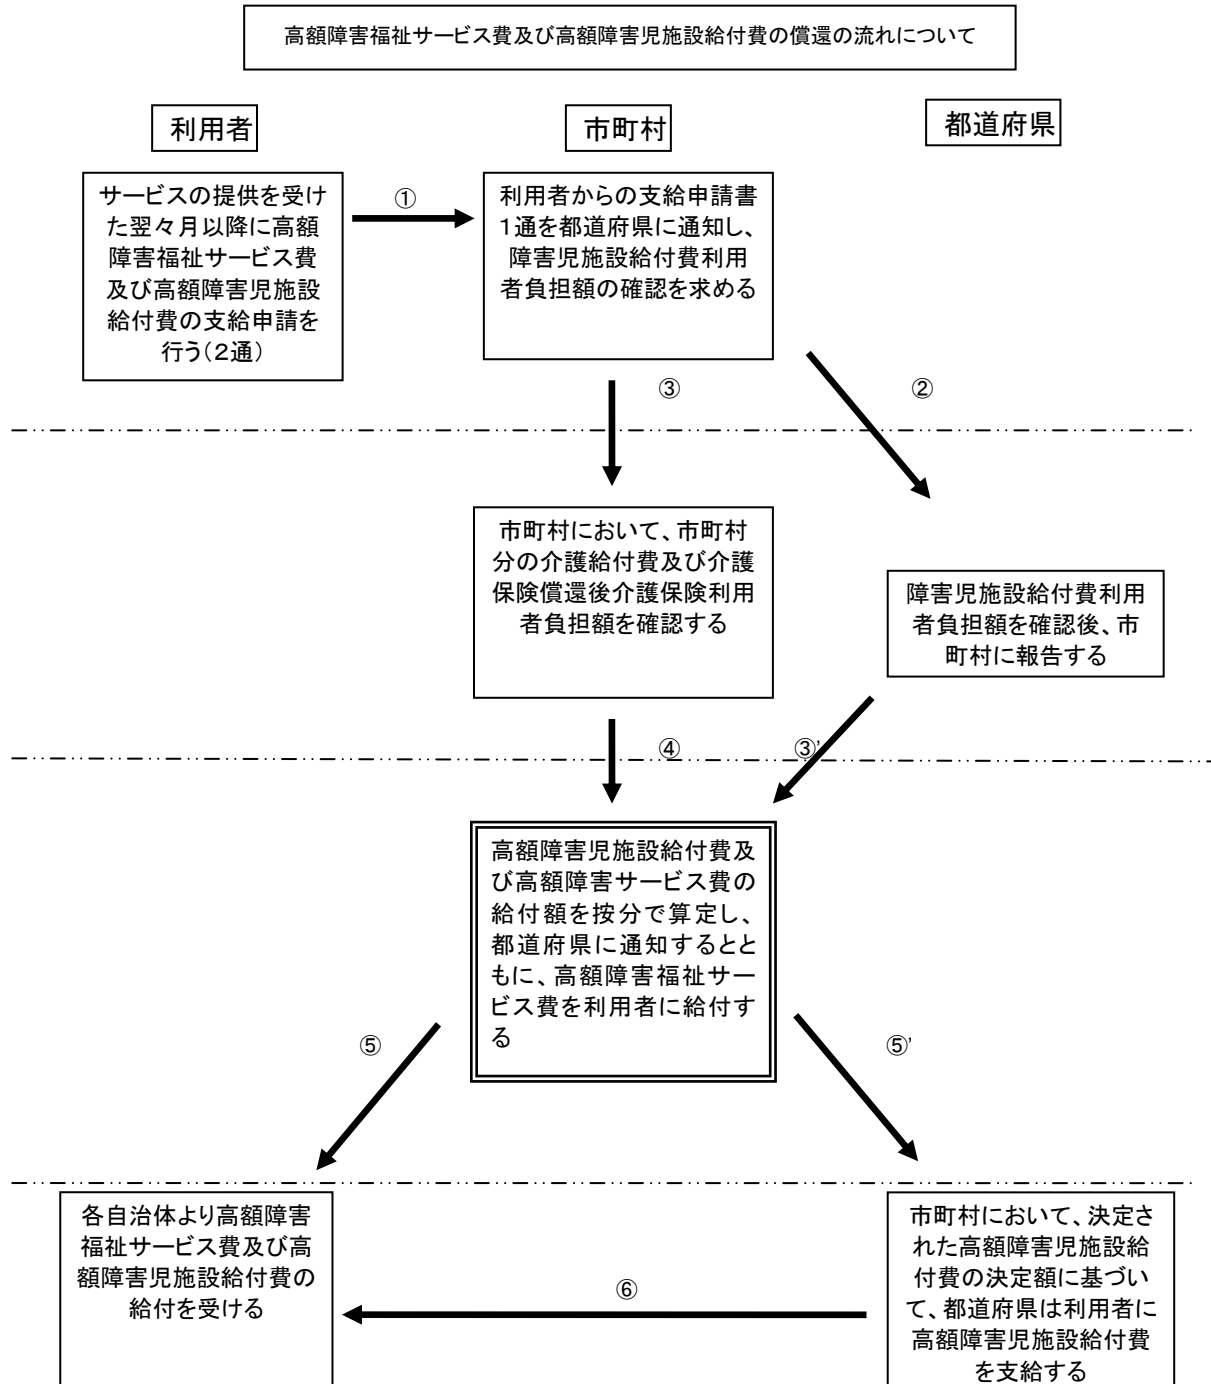 高額障害福祉サービス費及び高額障害児施設給付費の償還の流れについて
利用者
市町村
都道府県
サービスの提供を受け
た翌々月以降に高額
障害福祉サービス費
及び高額障害児施設
給付費の支給申請を
行う(2通)
①
利用者からの支給申請書
1通を都道府県に通知し、
障害児施設給付費利用
者負担額の確認を求める
③
②
市町村において、市町村
分の介護給付費及び介護
保険償還後介護保険利用
者負担額を確認する
障害児施設給付費利用
者負担額を確認後、市
町村に報告する
④
③'
高額障害児施設給付費及
び高額障害サービス費の
給付額を按分で算定し、
都道府県に通知するとと
もに、高額障害福祉サー
ビス費を利用者に給付す
る
⑤
⑤'
各自治体より高額障害
福祉サービス費及び高
額障害児施設給付費の
給付を受ける
⑥
市町村において、決定さ
れた高額障害児施設給
付費の決定額に基づい
て、都道府県は利用者に
高額障害児施設給付費
を支給する